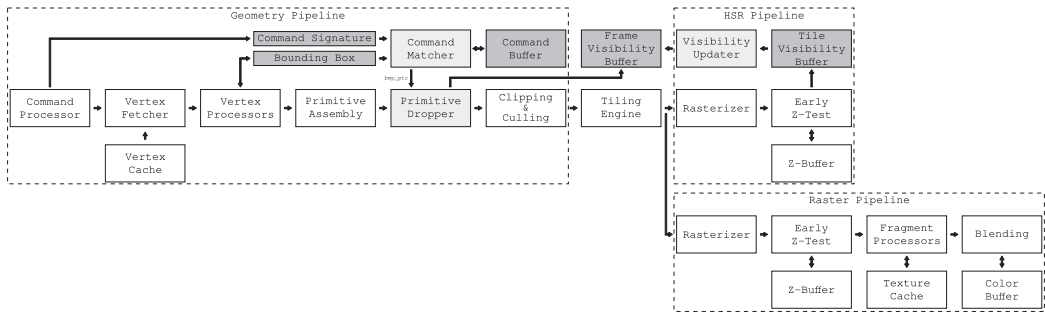 Geometry Pipeline
HSR Pipeline
Command Signature
Bounding Box
Command
Matcher
Command
Buffer
Frame
Visibility
Buffer
Visibility
Updater
Tile
Visibility
Buffer
bmp_ptr
Command
Processor
Vertex
Fetcher
Vertex
Processors
Primitive
Assembly
Primitive
Dropper
Clipping
&
Culling
Tiling
Engine
Rasterizer
Early
Z-Test
Vertex
Cache
Z-Buffer
Raster Pipeline
Rasterizer
Early
Z-Test
Fragment
Processors
Blending
Z-Buffer
Texture
Cache
Color
Buffer